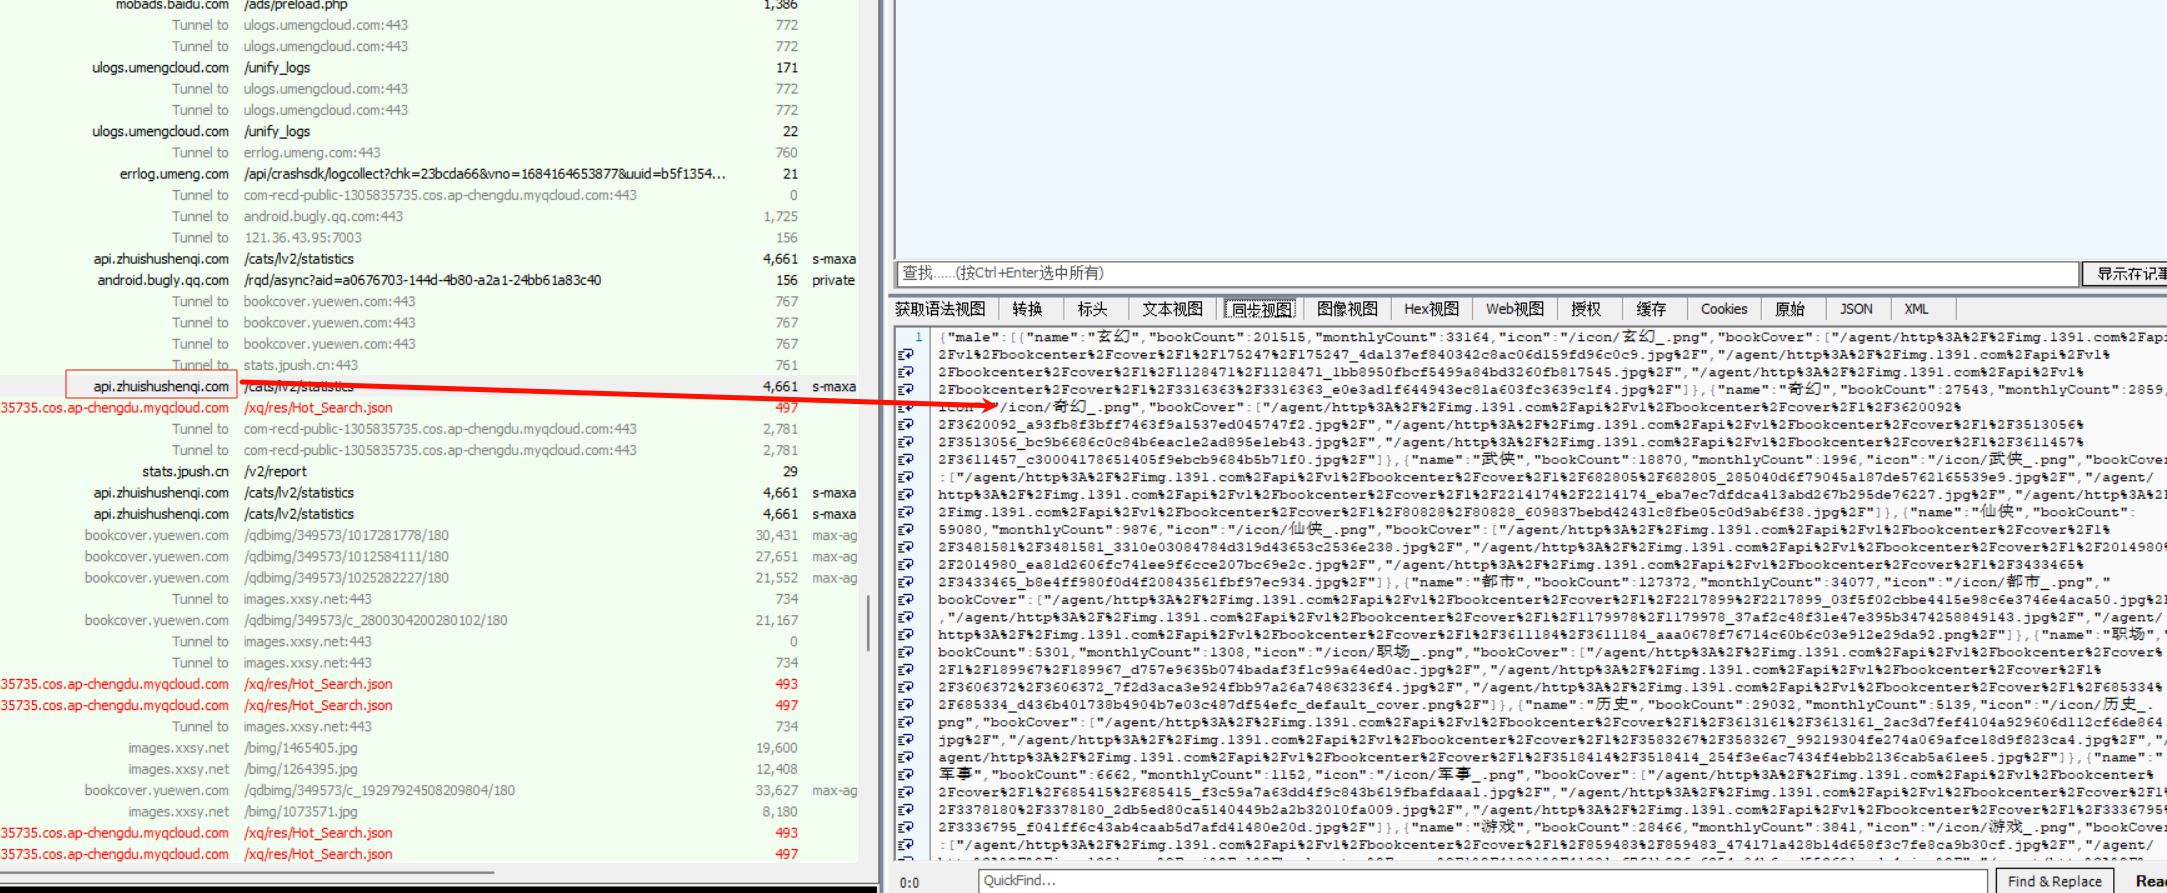 mobads.baidu.com /ads/preload.php 1,386
Tunnel to ulogs.umengcloud.com:443 772
Tunnel to ulogs.umengcloud.com:443 772
ulogs.umengcloud.com /unify_logs 171
Tunnel to ulogs.umengcloud.com:443 772
Tunnel to ulogs.umengcloud.com:443 772
ulogs.umengcloud.com /unify_logs 22
Tunnel to errlog.umeng.com:443 760
errlog.umeng.com /api/crashsdk/logcollect?chk=23bcda66&vno=1684164653877&uuid=b5f1354... 21
Tunnel to com-recd-public-1305835735.cos.ap-chengdu.myqcloud.com:443 0
Tunnel to android.bugly.qq.com:443 1,725
Tunnel to 121.36.43.95:7003 156
api.zhuishushenqi.com /cats/lv2/statistics 4,661 s-maxa
android.bugly.qq.com /rqd/async?aid=a0676703-144d-4b80-a2a1-24bb61a83c40 156 private
Tunnel to bookcover.yuewen.com:443 767
Tunnel to bookcover.yuewen.com:443 767
Tunnel to bookcover.yuewen.com:443 767
Tunnel to stats.jpush.cn:443 761
api.zhuishushenqi.com /cats/lv2/statistics 4,661 s-maxa
35735.cos.ap-chengdu.myqcloud.com /xq/res/Hot_Search.json 497
Tunnel to com-recd-public-1305835735.cos.ap-chengdu.myqcloud.com:443 2,781
Tunnel to com-recd-public-1305835735.cos.ap-chengdu.myqcloud.com:443 2,781
stats.jpush.cn /v2/report 29
api.zhuishushenqi.com /cats/lv2/statistics 4,661 s-maxa
api.zhuishushenqi.com /cats/lv2/statistics 4,661 s-maxa
bookcover.yuewen.com /qdbimg/349573/1017281778/180 30,431 max-ag
bookcover.yuewen.com /qdbimg/349573/1012584111/180 27,651 max-ag
bookcover.yuewen.com /qdbimg/349573/1025282227/180 21,552 max-ag
Tunnel to images.xxsy.net:443 734
bookcover.yuewen.com /qdbimg/349573/c_2800304200280102/180 21,167
Tunnel to images.xxsy.net:443 0
Tunnel to images.xxsy.net:443 734
35735.cos.ap-chengdu.myqcloud.com /xq/res/Hot_Search.json 493
35735.cos.ap-chengdu.myqcloud.com /xq/res/Hot_Search.json 497
Tunnel to images.xxsy.net:443 734
images.xxsy.net /bimg/1465405.jpg 19,600
images.xxsy.net /bimg/1264395.jpg 12,408
bookcover.yuewen.com /qdbimg/349573/c_19297924508209804/180 33,627 max-ag
images.xxsy.net /bimg/1073571.jpg 8,180
35735.cos.ap-chengdu.myqcloud.com /xq/res/Hot_Search.json 493
35735.cos.ap-chengdu.myqcloud.com /xq/res/Hot_Search.json 497
查找......(按Ctrl+Enter选中所有) 显示在记事
获取语法视图 转换 标头 文本视图 同步视图 图像视图 Hex视图 Web视图 授权 缓存 Cookies 原始 JSON XML
1 {"male":[{"name":"玄幻","bookCount":201515,"monthlyCount":33164,"icon":"/icon/玄幻_.png","bookCover":["/agent/http%3A%2F%2Fimg.1391.com%2Fapi%
2Fv1%2Fbookcenter%2Fcover%2F1%2F175247%2F175247_4da137ef840342c8ac06d159fd96c0c9.jpg%2F","/agent/http%3A%2F%2Fimg.1391.com%2Fapi%2Fv1%
2Fbookcenter%2Fcover%2F1%2F1128471%2F1128471_1bb8950fbcf5499a84bd3260fb817545.jpg%2F","/agent/http%3A%2F%2Fimg.1391.com%2Fapi%2Fv1%
2Fbookcenter%2Fcover%2F1%2F3316363%2F3316363_e0e3ad1f644943ec81a603fc3639c1f4.jpg%2F"]},{"name":"奇幻","bookCount":27543,"monthlyCount":2859,
icon":"/icon/奇幻_.png","bookCover":["/agent/http%3A%2F%2Fimg.1391.com%2Fapi%2Fv1%2Fbookcenter%2Fcover%2F1%2F3620092%
2F3620092_a93fb8f3bff7463f9a1537ed045747f2.jpg%2F","/agent/http%3A%2F%2Fimg.1391.com%2Fapi%2Fv1%2Fbookcenter%2Fcover%2F1%2F3513056%
2F3513056_bc9b6686c0c84b6eac1e2ad895e1eb43.jpg%2F","/agent/http%3A%2F%2Fimg.1391.com%2Fapi%2Fv1%2Fbookcenter%2Fcover%2F1%2F3611457%
2F3611457_c30004178651405f9ebcb9684b5b71f0.jpg%2F"]},{"name":"武侠","bookCount":18870,"monthlyCount":1996,"icon":"/icon/武侠_.png","bookCover
:["/agent/http%3A%2F%2Fimg.1391.com%2Fapi%2Fv1%2Fbookcenter%2Fcover%2F1%2F682805%2F682805_285040d6f79045a187de5762165539e9.jpg%2F","/agent/
http%3A%2F%2Fimg.1391.com%2Fapi%2Fv1%2Fbookcenter%2Fcover%2F1%2F2214174%2F2214174_eba7ec7dfdca413abd267b295de76227.jpg%2F","/agent/http%3A%2F
2Fimg.1391.com%2Fapi%2Fv1%2Fbookcenter%2Fcover%2F1%2F80828%2F80828_609837bebd42431c8fbe05c0d9ab6f38.jpg%2F"]},{"name":"仙侠","bookCount":
59080,"monthlyCount":9876,"icon":"/icon/仙侠_.png","bookCover":["/agent/http%3A%2F%2Fimg.1391.com%2Fapi%2Fv1%2Fbookcenter%2Fcover%2F1%
2F3481581%2F3481581_3310e03084784d319d43653c2536e238.jpg%2F","/agent/http%3A%2F%2Fimg.1391.com%2Fapi%2Fv1%2Fbookcenter%2Fcover%2F1%2F2014980%
2F2014980_ea81d2606fc741ee9f6cce207bc69e2c.jpg%2F","/agent/http%3A%2F%2Fimg.1391.com%2Fapi%2Fv1%2Fbookcenter%2Fcover%2F1%2F3433465%
2F3433465_b8e4ff980f0d4f20843561fbf97ec934.jpg%2F"]},{"name":"都市","bookCount":127372,"monthlyCount":34077,"icon":"/icon/都市_.png","
bookCover":["/agent/http%3A%2F%2Fimg.1391.com%2Fapi%2Fv1%2Fbookcenter%2Fcover%2F1%2F2217899%2F2217899_03f5f02cbbe4415e98c6e3746e4aca50.jpg%2F
,"/agent/http%3A%2F%2Fimg.1391.com%2Fapi%2Fv1%2Fbookcenter%2Fcover%2F1%2F1179978%2F1179978_37af2c48f31e47e395b3474258849143.jpg%2F","/agent/
http%3A%2F%2Fimg.1391.com%2Fapi%2Fv1%2Fbookcenter%2Fcover%2F1%2F3611184%2F3611184_aaa0678f76714c60b6c03e912e29da92.png%2F"]},{"name":"职场","
bookCount":5301,"monthlyCount":1308,"icon":"/icon/职场_.png","bookCover":["/agent/http%3A%2F%2Fimg.1391.com%2Fapi%2Fv1%2Fbookcenter%2Fcover%
2F1%2F189967%2F189967_d757e9635b074badaf3f1c99a64ed0ac.jpg%2F","/agent/http%3A%2F%2Fimg.1391.com%2Fapi%2Fv1%2Fbookcenter%2Fcover%2F1%
2F3606372%2F3606372_7f2d3aca3e924fbb97a26a74863236f4.jpg%2F","/agent/http%3A%2F%2Fimg.1391.com%2Fapi%2Fv1%2Fbookcenter%2Fcover%2F1%2F685334%
2F685334_d436b401738b4904b7e03c487df54efc_default_cover.png%2F"]},{"name":"历史","bookCount":29032,"monthlyCount":5139,"icon":"/icon/历史_.
png","bookCover":["/agent/http%3A%2F%2Fimg.1391.com%2Fapi%2Fv1%2Fbookcenter%2Fcover%2F1%2F3613161%2F3613161_2ac3d7fef4104a929606d112cf6de864.
jpg%2F","/agent/http%3A%2F%2Fimg.1391.com%2Fapi%2Fv1%2Fbookcenter%2Fcover%2F1%2F3583267%2F3583267_99219304fe274a069afce18d9f823ca4.jpg%2F","/
agent/http%3A%2F%2Fimg.1391.com%2Fapi%2Fv1%2Fbookcenter%2Fcover%2F1%2F3518414%2F3518414_254f3e6ac7434f4ebb2136cab5a61ee5.jpg%2F"]},{"name":"
军事","bookCount":6662,"monthlyCount":1152,"icon":"/icon/军事_.png","bookCover":["/agent/http%3A%2F%2Fimg.1391.com%2Fapi%2Fv1%2Fbookcenter%
2Fcover%2F1%2F685415%2F685415_f3c59a7a63dd4f9c843b619fbafdaaa1.jpg%2F","/agent/http%3A%2F%2Fimg.1391.com%2Fapi%2Fv1%2Fbookcenter%2Fcover%2F1%
2F3378180%2F3378180_2db5ed80ca5140449b2a2b32010fa009.jpg%2F","/agent/http%3A%2F%2Fimg.1391.com%2Fapi%2Fv1%2Fbookcenter%2Fcover%2F1%2F3336795%
2F3336795_f041ff6c43ab4caab5d7afd41480e20d.jpg%2F"]},{"name":"游戏","bookCount":28466,"monthlyCount":3841,"icon":"/icon/游戏_.png","bookCover
:["/agent/http%3A%2F%2Fimg.1391.com%2Fapi%2Fv1%2Fbookcenter%2Fcover%2F1%2F859483%2F859483_474171a428b14d658f3c7fe8ca9b30cf.jpg%2F","/agent/
0:0 QuickFind... Find & Replace Rea